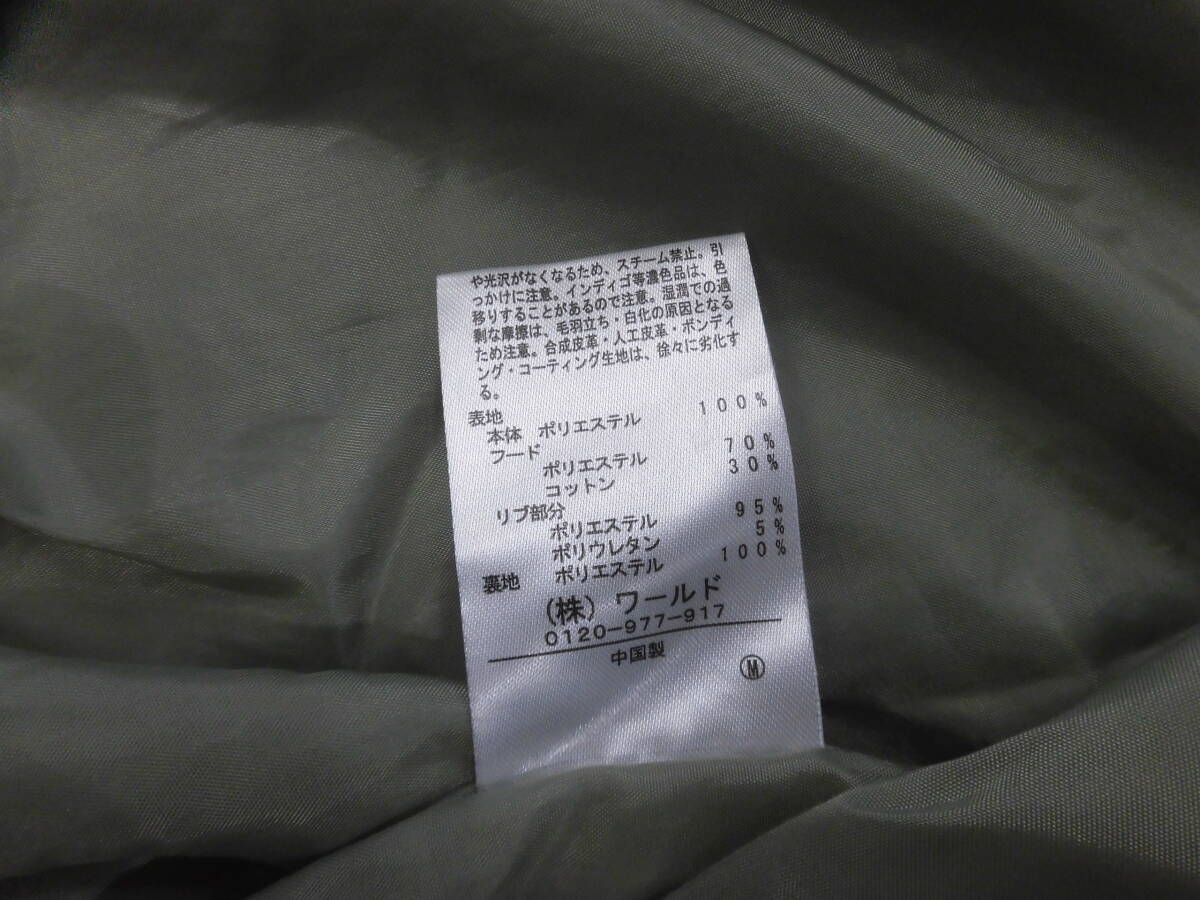 や光沢がなくなるため、スチーム禁止。引
っかけに注意。インディゴ等濃色品は、色
移りすることがあるので注意。湿潤での過
剰な摩擦は、毛羽立ち・白化の原因となる
ため注意。合成皮革・人工皮革・ボンディ
ング・コーティング生地は、徐々に劣化す
る。
表地
本体 ポリエステル 100%
フード
ポリエステル 70%
コットン 30%
リブ部分
ポリエステル 95%
ポリウレタン 5%
裏地 ポリエステル 100%
(株)ワールド
0120-977-917
中国製
Ⓜ